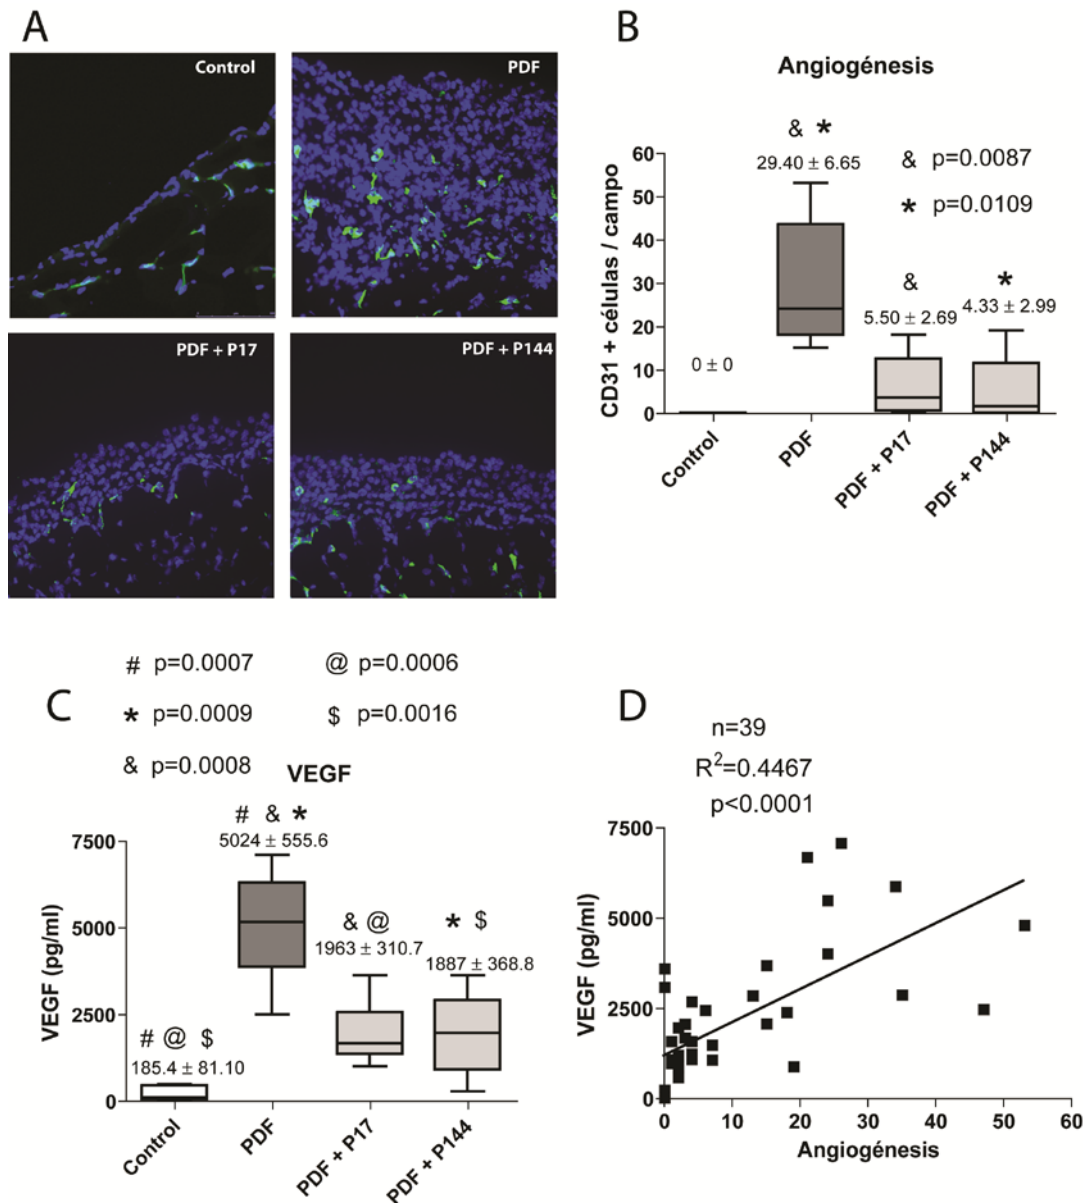 A
Control
PDF
PDF + P17
PDF + P144
B
Angiogénesis
& *
29.40 ± 6.65
& p=0.0087
* p=0.0109
&
5.50 ± 2.69
*
4.33 ± 2.99
0 ± 0
CD31 + células / campo
60
50
40
30
20
10
0
Control
PDF
PDF + P17
PDF + P144
# p=0.0007
@ p=0.0006
* p=0.0009
$ p=0.0016
& p=0.0008
C
VEGF
# & *
5024 ± 555.6
& @
1963 ± 310.7
* $
1887 ± 368.8
# @ $
185.4 ± 81.10
VEGF (pg/ml)
7500
5000
2500
0
Control
PDF
PDF + P17
PDF + P144
D
n=39
R²=0.4467
p<0.0001
VEGF (pg/ml)
7500
5000
2500
0
0 10 20 30 40 50 60
Angiogénesis